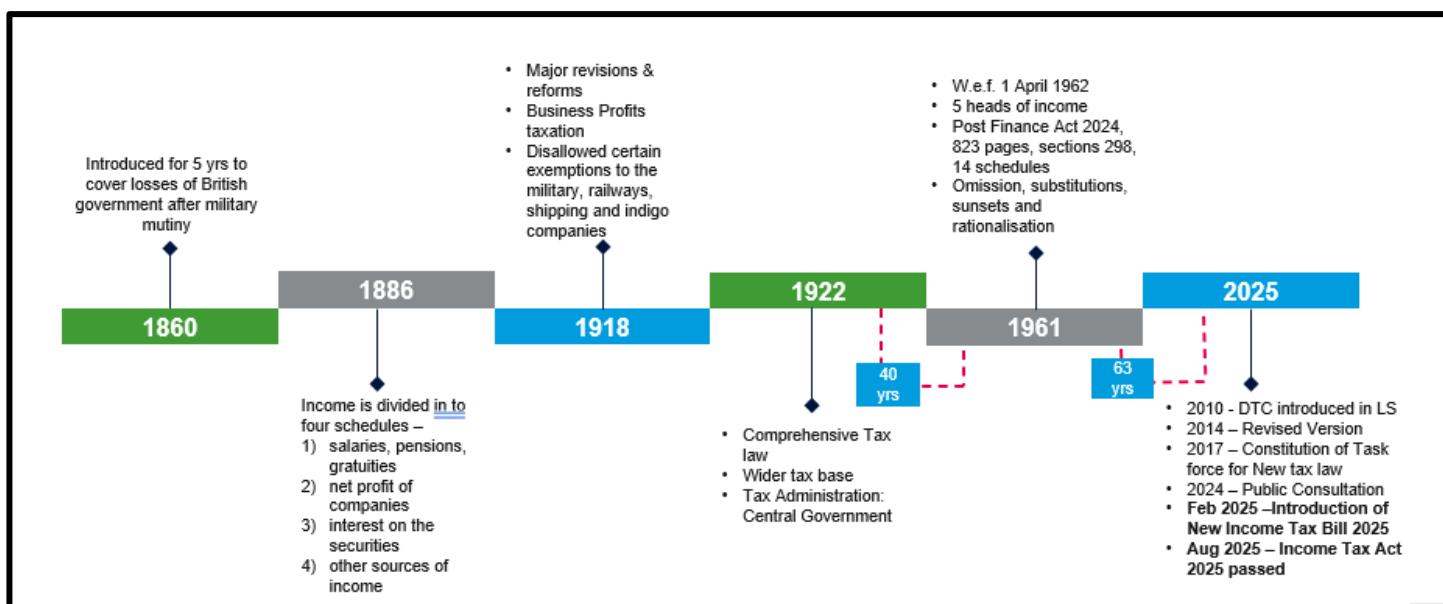 Introduced for 5 yrs to
cover losses of British
government after military
mutiny
1860
1886
Income is divided in to
four schedules –
1) salaries, pensions,
gratuities
2) net profit of
companies
3) interest on the
securities
4) other sources of
income
• Major revisions &
reforms
• Business Profits
taxation
• Disallowed certain
exemptions to the
military, railways,
shipping and indigo
companies
1918
1922
• Comprehensive Tax
law
• Wider tax base
• Tax Administration:
Central Government
40
yrs
• W.e.f. 1 April 1962
• 5 heads of income
• Post Finance Act 2024,
823 pages, sections 298,
14 schedules
• Omission, substitutions,
sunsets and
rationalisation
1961
63
yrs
2025
• 2010 - DTC introduced in LS
• 2014 – Revised Version
• 2017 – Constitution of Task
force for New tax law
• 2024 – Public Consultation
• Feb 2025 –Introduction of
New Income Tax Bill 2025
• Aug 2025 – Income Tax Act
2025 passed